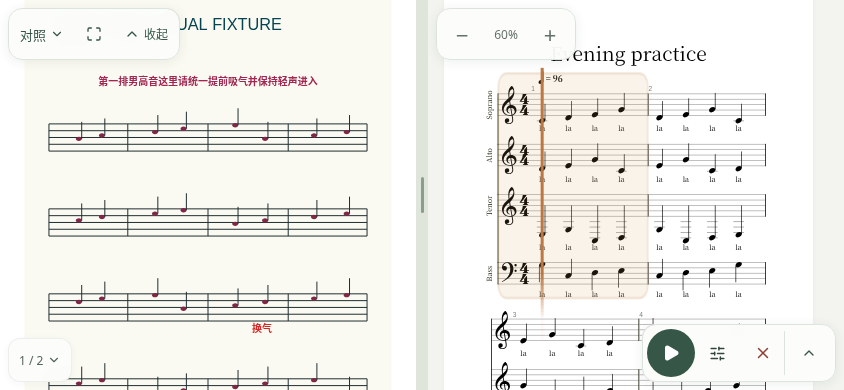 对照
收起
UAL FIXTURE
第一排男高音这里请统一提前吸气并保持轻声进入
换气
1 / 2
60%
Evening practice
= 96
1
2
Soprano
la la la la la la la la
Alto
la la la la la la la la
Tenor
la la la la la la la la
Bass
la la la la la la la la
3
4
la la la la